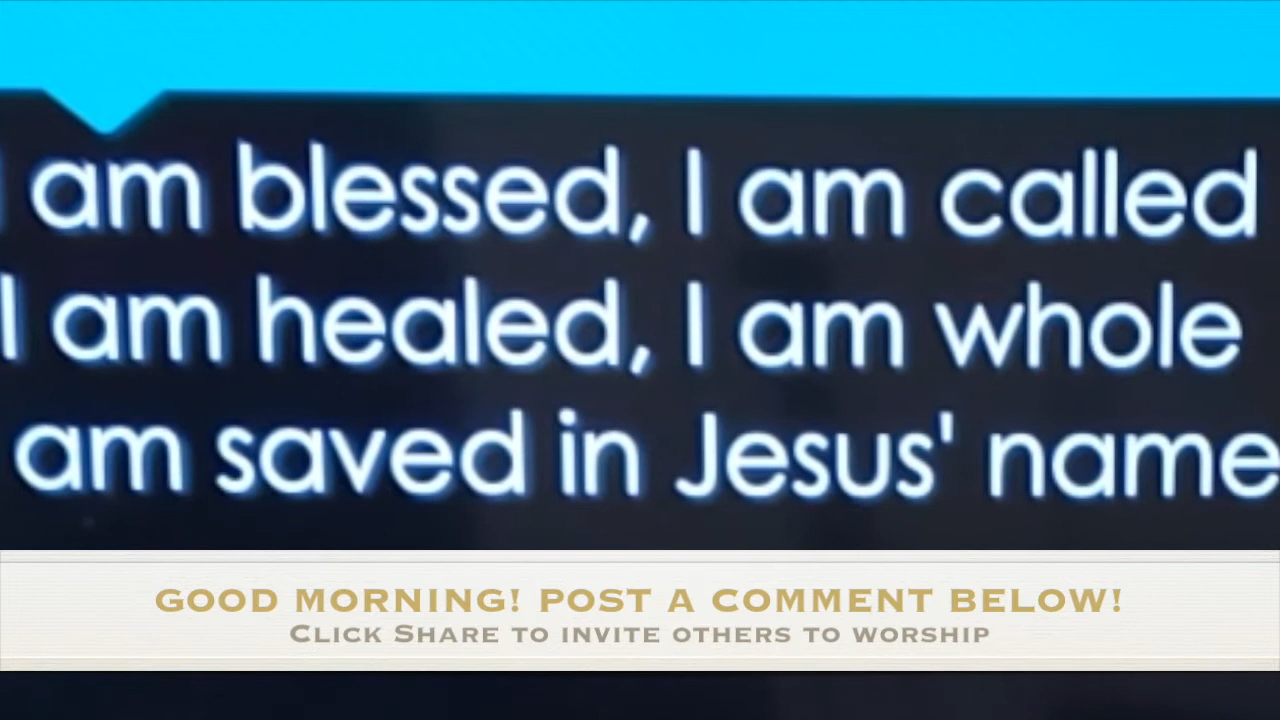 I am blessed, I am called
I am healed, I am whole
am saved in Jesus' name
GOOD MORNING! POST A COMMENT BELOW!
CLICK SHARE TO INVITE OTHERS TO WORSHIP